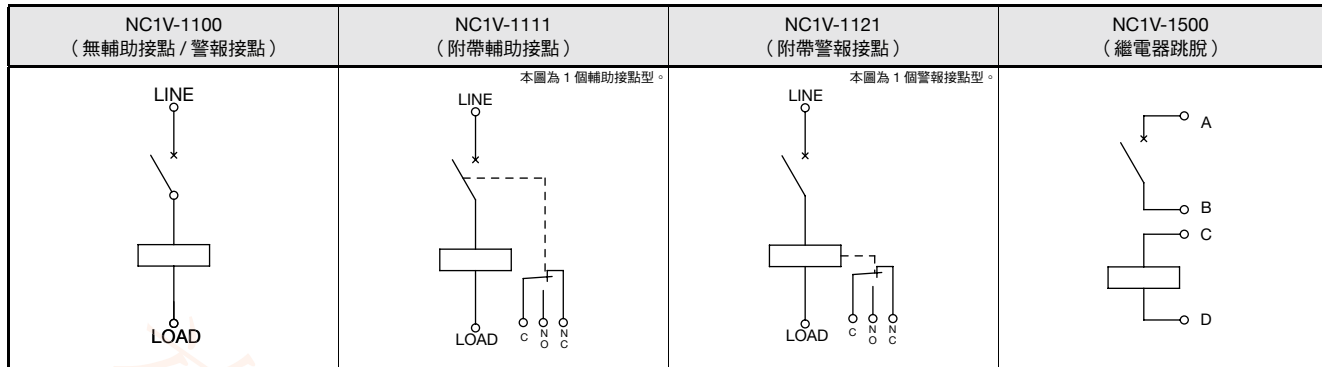 NC1V-1100
（無輔助接點 / 警報接點）
NC1V-1111
（附帶輔助接點）
NC1V-1121
（附帶警報接點）
NC1V-1500
（繼電器跳脫）
LINE
LOAD
本圖為 1 個輔助接點型。
LINE
LOAD
C
NO
NC
本圖為 1 個警報接點型。
LINE
LOAD
C
NO
NC
A
B
C
D